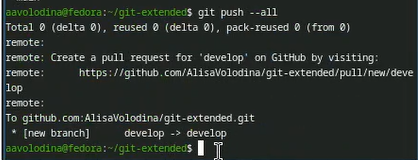 aavolodina@fedora:~/git-extended$ git push --all
Total 0 (delta 0), reused 0 (delta 0), pack-reused 0 (from 0)
remote:
remote: Create a pull request for 'develop' on GitHub by visiting:
remote:      https://github.com/AlisaVolodina/git-extended/pull/new/deve
lop
remote:
To github.com:AlisaVolodina/git-extended.git
 * [new branch]      develop -> develop
aavolodina@fedora:~/git-extended$